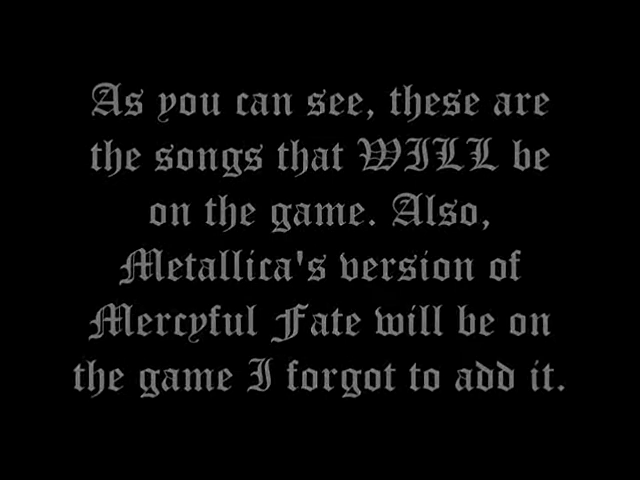 As you can see, these are
the songs that WILL be
on the game. Also,
Metallica's version of
Mercyful Fate will be on
the game I forgot to add it.